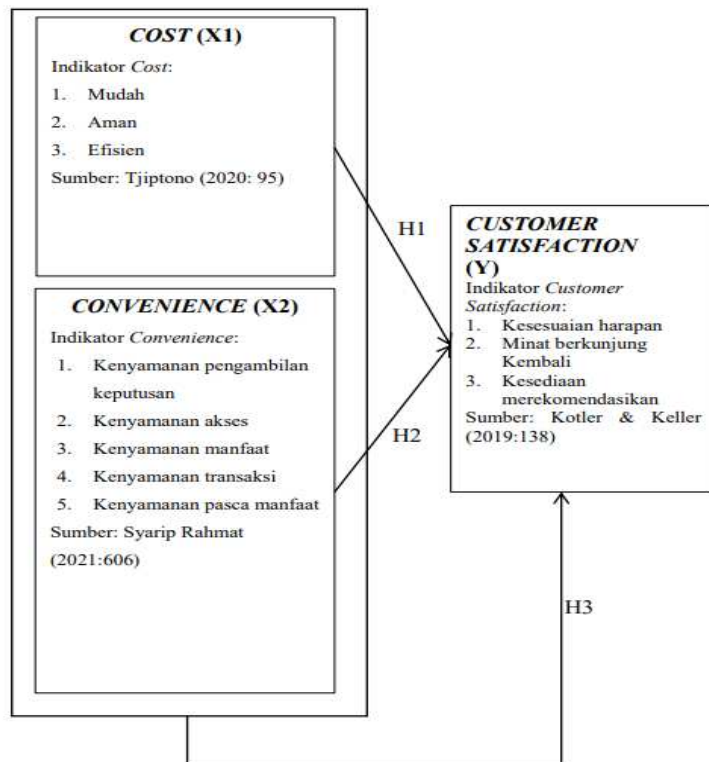 COST (X1)
Indikator Cost:
1. Mudah
2. Aman
3. Efisien
Sumber: Tjiptono (2020: 95)
CONVENIENCE (X2)
Indikator Convenience:
1. Kenyamanan pengambilan
keputusan
2. Kenyamanan akses
3. Kenyamanan manfaat
4. Kenyamanan transaksi
5. Kenyamanan pasca manfaat
Sumber: Syarip Rahmat
(2021:606)
H1
H2
CUSTOMER
SATISFACTION
(Y)
Indikator Customer
Satisfaction:
1. Kesesuaian harapan
2. Minat berkunjung
Kembali
3. Kesediaan
merekomendasikan
Sumber: Kotler & Keller
(2019:138)
H3